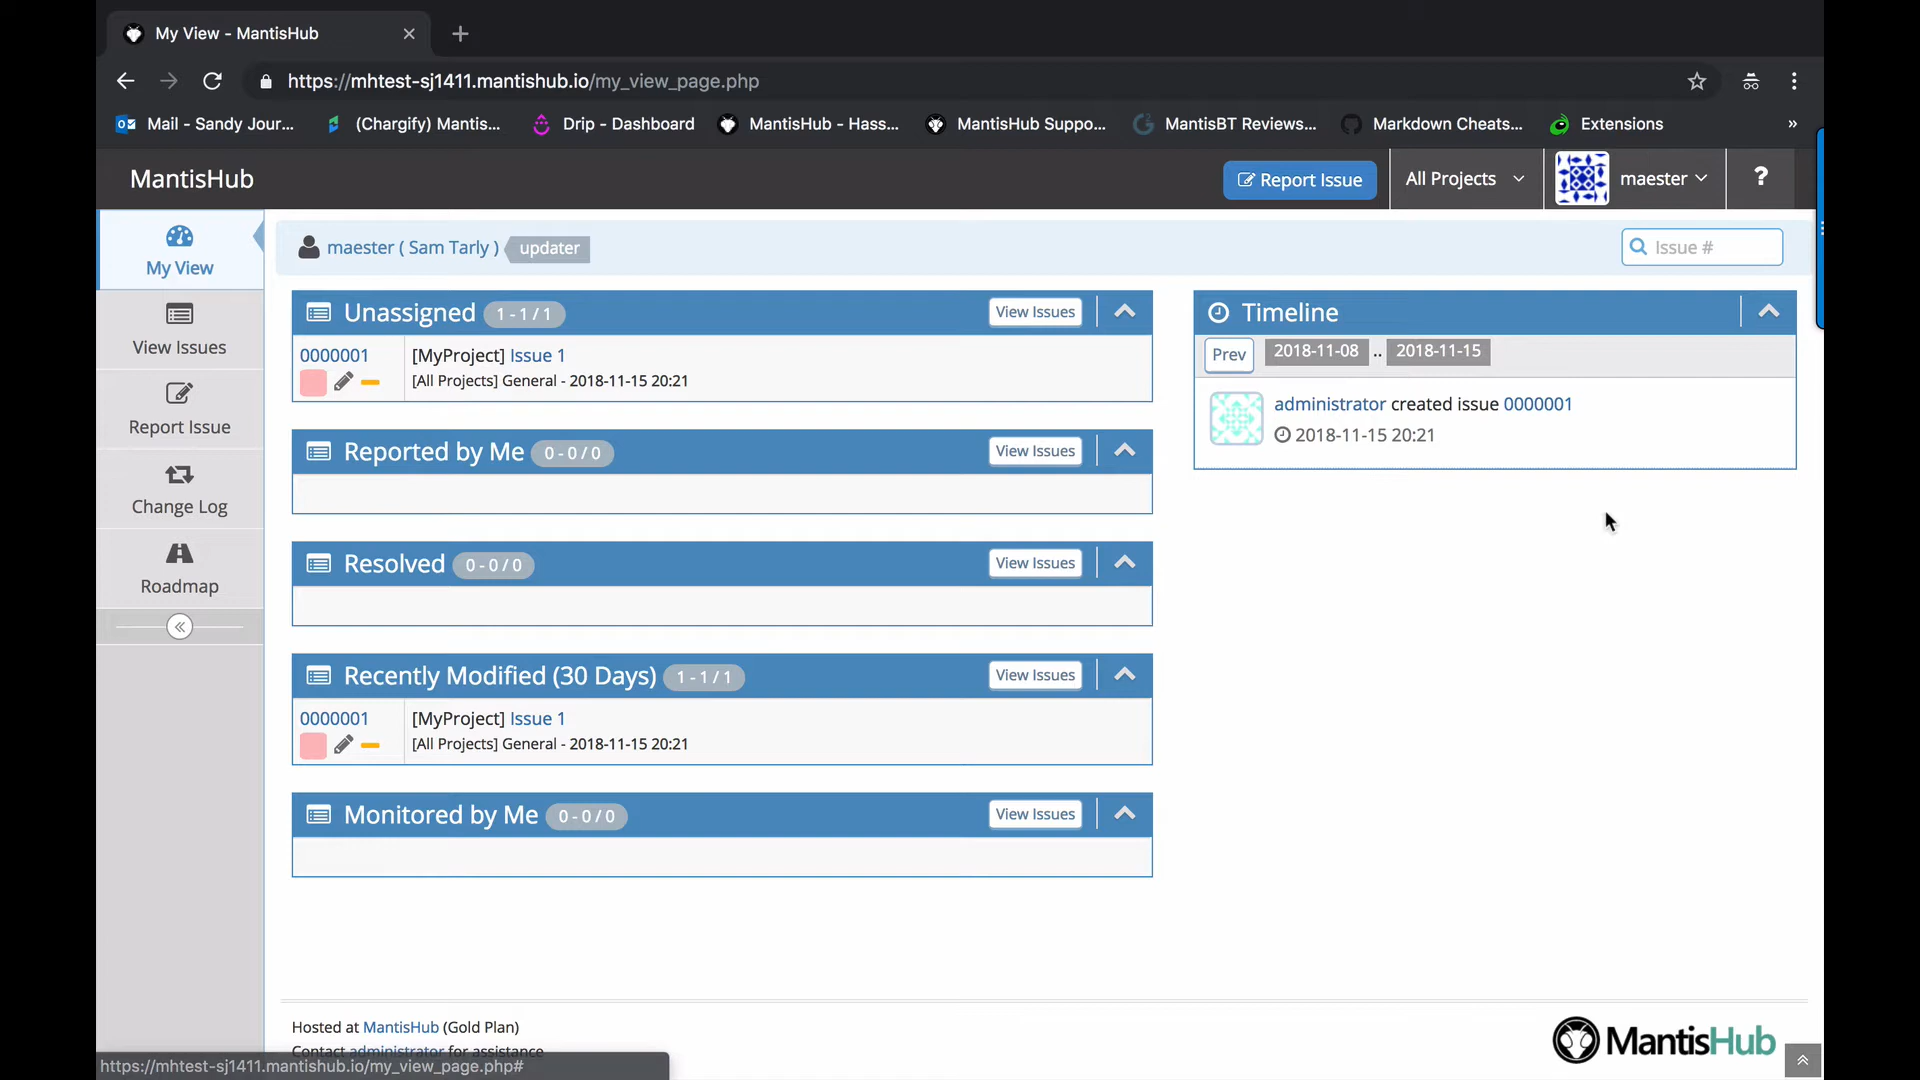 My View - MantisHub
https://mhtest-sj1411.mantishub.io/my_view_page.php
Mail - Sandy Jour... (Chargify) Mantis... Drip - Dashboard MantisHub - Hass... MantisHub Suppo... MantisBT Reviews... Markdown Cheats... Extensions »
MantisHub Report Issue All Projects maester ?
My View
View Issues
Report Issue
Change Log
Roadmap
maester ( Sam Tarly ) updater Issue #
Unassigned 1 - 1 / 1 View Issues
0000001 [MyProject] Issue 1
[All Projects] General - 2018-11-15 20:21
Reported by Me 0 - 0 / 0 View Issues
Resolved 0 - 0 / 0 View Issues
Recently Modified (30 Days) 1 - 1 / 1 View Issues
0000001 [MyProject] Issue 1
[All Projects] General - 2018-11-15 20:21
Monitored by Me 0 - 0 / 0 View Issues
Timeline
Prev 2018-11-08 .. 2018-11-15
administrator created issue 0000001
2018-11-15 20:21
Hosted at MantisHub (Gold Plan)
Contact administrator for assistance
MantisHub
https://mhtest-sj1411.mantishub.io/my_view_page.php#